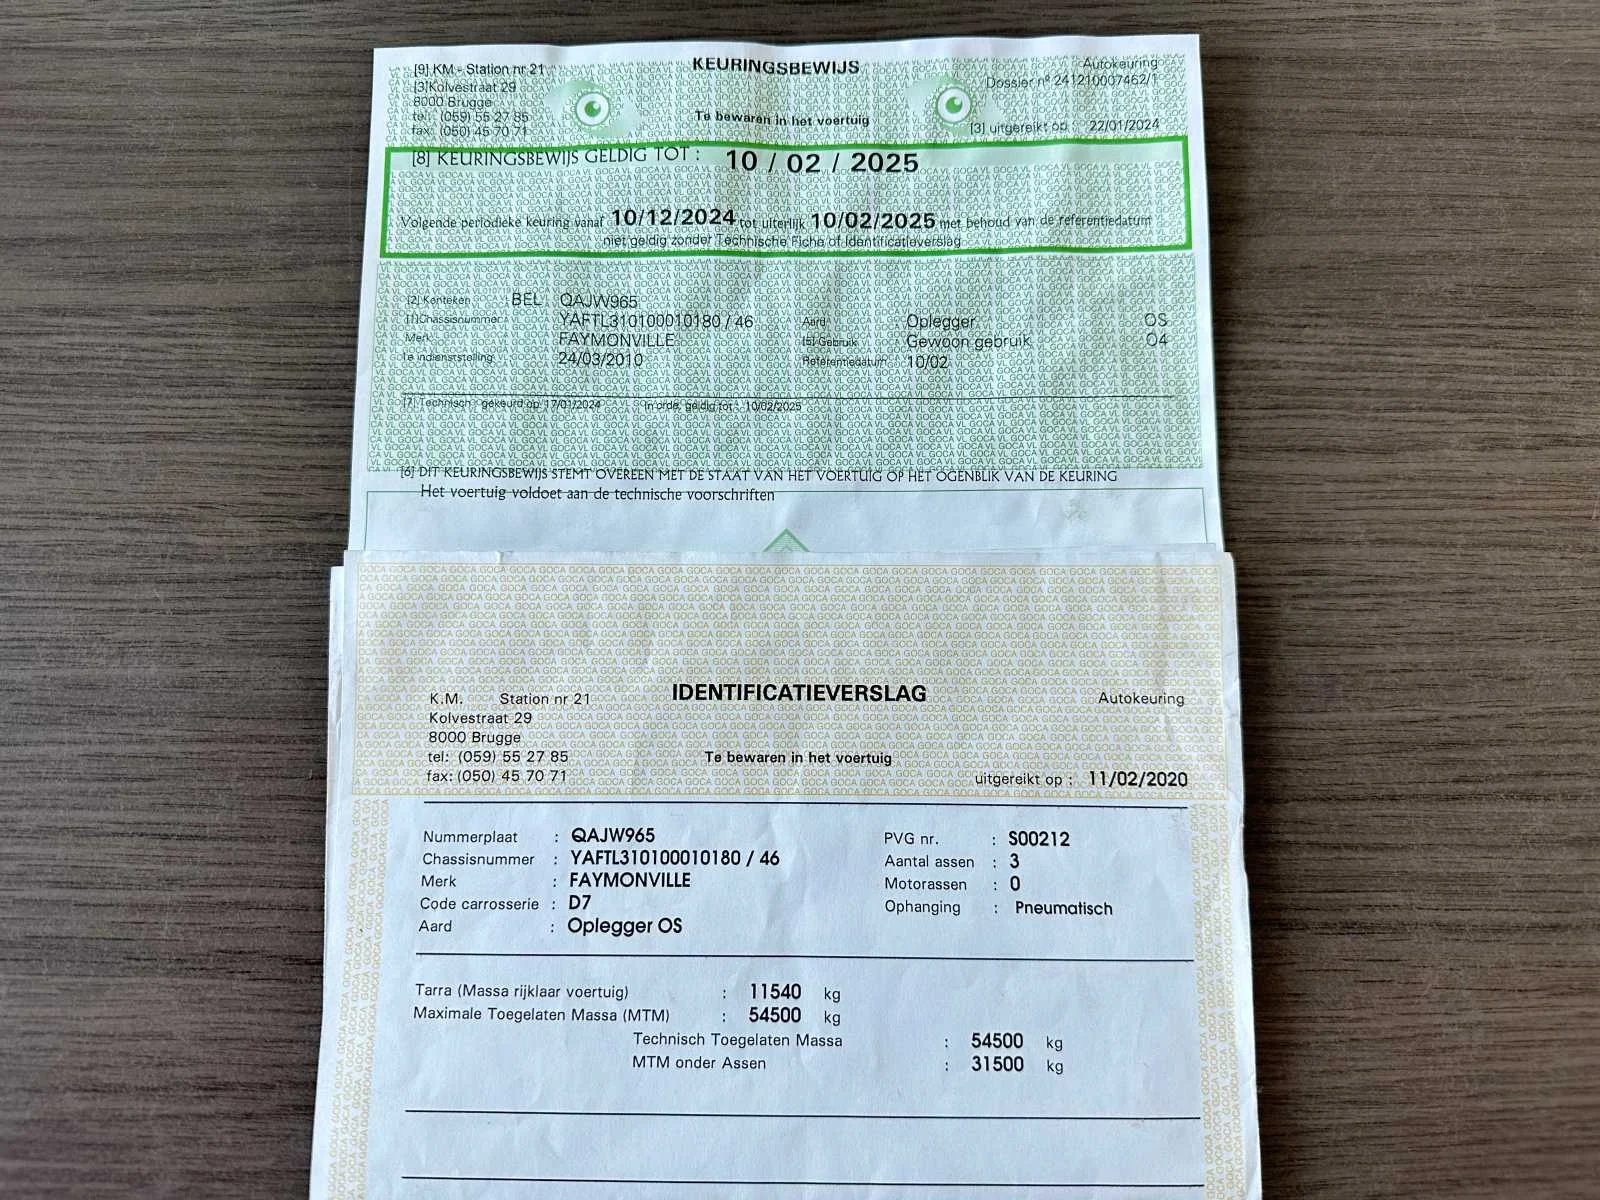 [9] KM - Station nr 21
KEURINGSBEWIJS
Autokeuring
[3] Kolvestraat 29
Dossier nº 241210007462/1
8000 Brugge
tel: (059) 55 27 85
Te bewaren in het voertuig
fax: (050) 45 70 71
[3] uitgereikt op : 22/01/2024
[8] KEURINGSBEWIJS GELDIG TOT : 10 / 02 / 2025
Volgende periodieke keuring vanaf 10/12/2024 tot uiterlijk 10/02/2025 met behoud van de referentiedatum
niet geldig zonder Technische Fiche of Identificatieverslag
[2] Kenteken : BEL QAJW965
[1] Chassisnummer : YAFTL310100010180 / 46 Aard : Oplegger OS
Merk : FAYMONVILLE [5] Gebruik : Gewoon gebruik O4
1e indienststelling : 24/03/2010 Referentiedatum : 10/02
[7] Technisch - gekeurd op 17/01/2024 In orde, geldig tot : 10/02/2025
[6] DIT KEURINGSBEWIJS STEMT OVEREEN MET DE STAAT VAN HET VOERTUIG OP HET OGENBLIK VAN DE KEURING
Het voertuig voldoet aan de technische voorschriften
K.M. Station nr 21
IDENTIFICATIEVERSLAG
Autokeuring
Kolvestraat 29
8000 Brugge
tel: (059) 55 27 85
Te bewaren in het voertuig
fax: (050) 45 70 71
uitgereikt op : 11/02/2020
Nummerplaat : QAJW965 PVG nr. : S00212
Chassisnummer : YAFTL310100010180 / 46 Aantal assen : 3
Merk : FAYMONVILLE Motorassen : 0
Code carrosserie : D7 Ophanging : Pneumatisch
Aard : Oplegger OS
Tarra (Massa rijklaar voertuig) : 11540 kg
Maximale Toegelaten Massa (MTM) : 54500 kg
Technisch Toegelaten Massa : 54500 kg
MTM onder Assen : 31500 kg